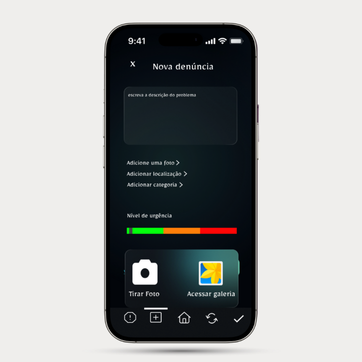 9:41
x
Nova denúncia
escreva a descrição do problema
Adicione uma foto >
Adicionar localização >
Adicionar categoria >
Nível de urgência
Tirar Foto
Acessar galeria